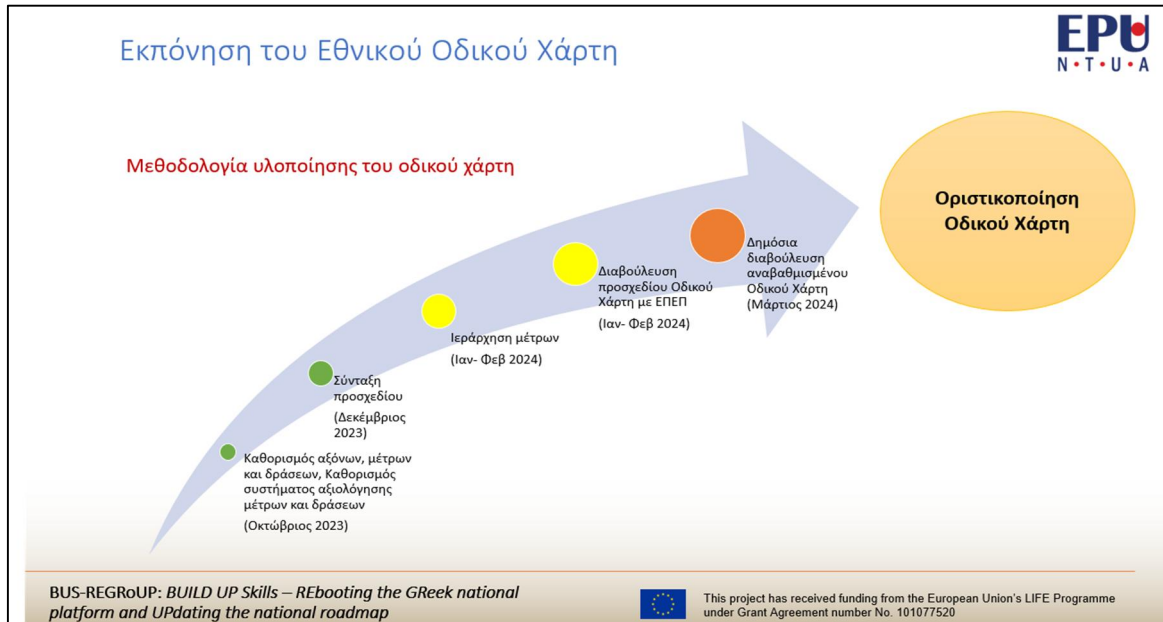 Εκπόνηση του Εθνικού Οδικού Χάρτη
EPU
N•T•U•A
Μεθοδολογία υλοποίησης του οδικού χάρτη
Οριστικοποίηση
Οδικού Χάρτη
Δημόσια
διαβούλευση
αναβαθμισμένου
Οδικού Χάρτη
(Μάρτιος 2024)
Διαβούλευση
προσχεδίου Οδικού
Χάρτη με ΕΠΕΠ
(Ιαν- Φεβ 2024)
Ιεράρχηση μέτρων
(Ιαν- Φεβ 2024)
Σύνταξη
προσχεδίου
(Δεκέμβριος
2023)
Καθορισμός αξόνων, μέτρων
και δράσεων, Καθορισμός
συστήματος αξιολόγησης
μέτρων και δράσεων
(Οκτώβριος 2023)
BUS-REGRoUP: BUILD UP Skills – REbooting the GReek national
platform and UPdating the national roadmap
This project has received funding from the European Union's LIFE Programme
under Grant Agreement number No. 101077520